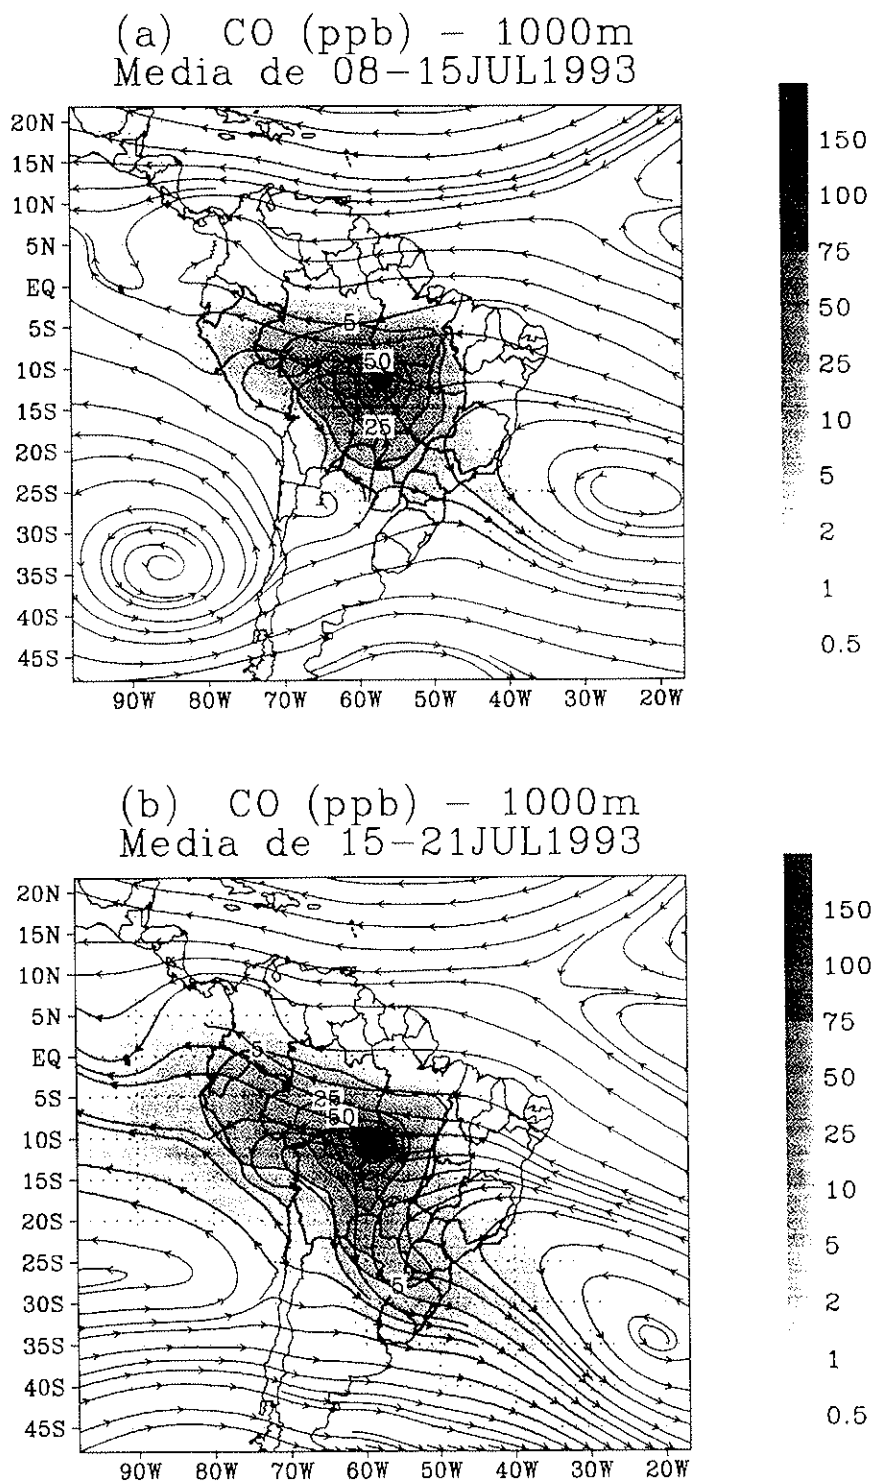 (a) CO (ppb) - 1000m
Media de 08-15JUL1993
20N
15N
10N
5N
EQ
5S
10S
15S
20S
25S
30S
35S
40S
45S
5
50
25
90W 80W 70W 60W 50W 40W 30W 20W
150
100
75
50
25
10
5
2
1
0.5
(b) CO (ppb) - 1000m
Media de 15-21JUL1993
20N
15N
10N
5N
EQ
5S
10S
15S
20S
25S
30S
35S
40S
45S
5
25
50
5
90W 80W 70W 60W 50W 40W 30W 20W
150
100
75
50
25
10
5
2
1
0.5